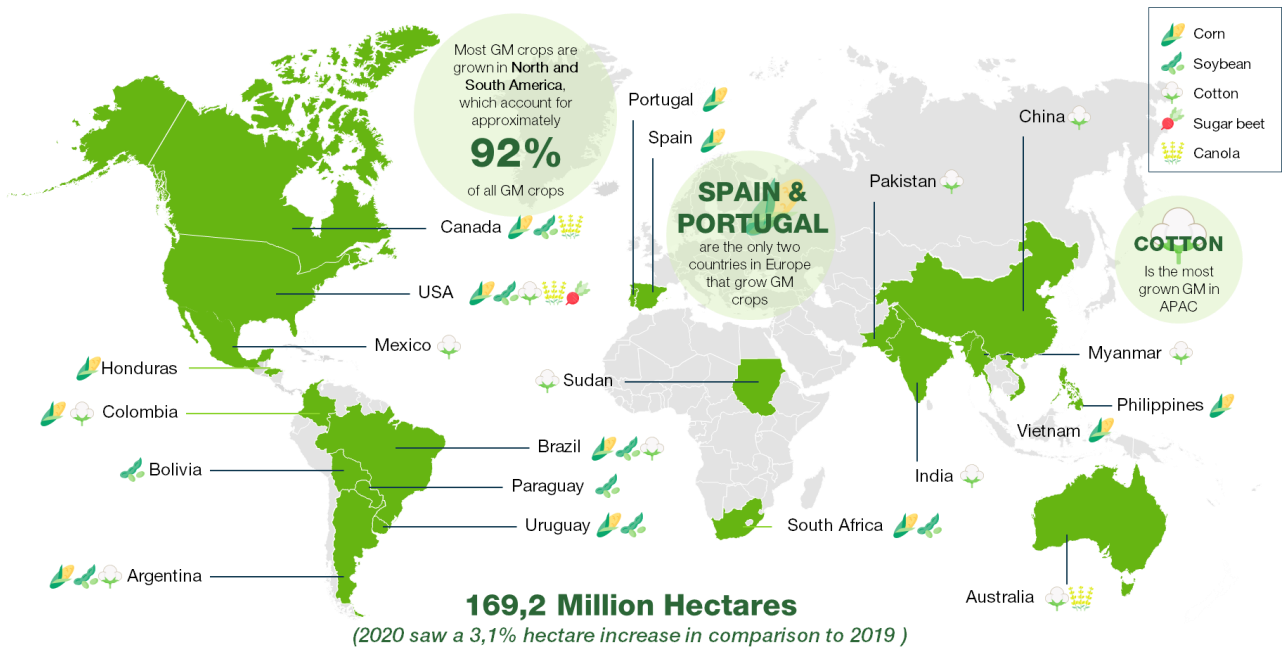 Most GM crops are
grown in North and
South America,
which account for
approximately
92%
of all GM crops
Corn
Soybean
Cotton
Sugar beet
Canola
Portugal
Spain
China
Pakistan
SPAIN &
PORTUGAL
are the only two
countries in Europe
that grow GM
crops
COTTON
Is the most
grown GM in
APAC
Canada
USA
Mexico
Honduras
Colombia
Bolivia
Argentina
Brazil
Paraguay
Uruguay
Sudan
South Africa
Myanmar
Philippines
Vietnam
India
Australia
169,2 Million Hectares
(2020 saw a 3,1% hectare increase in comparison to 2019 )